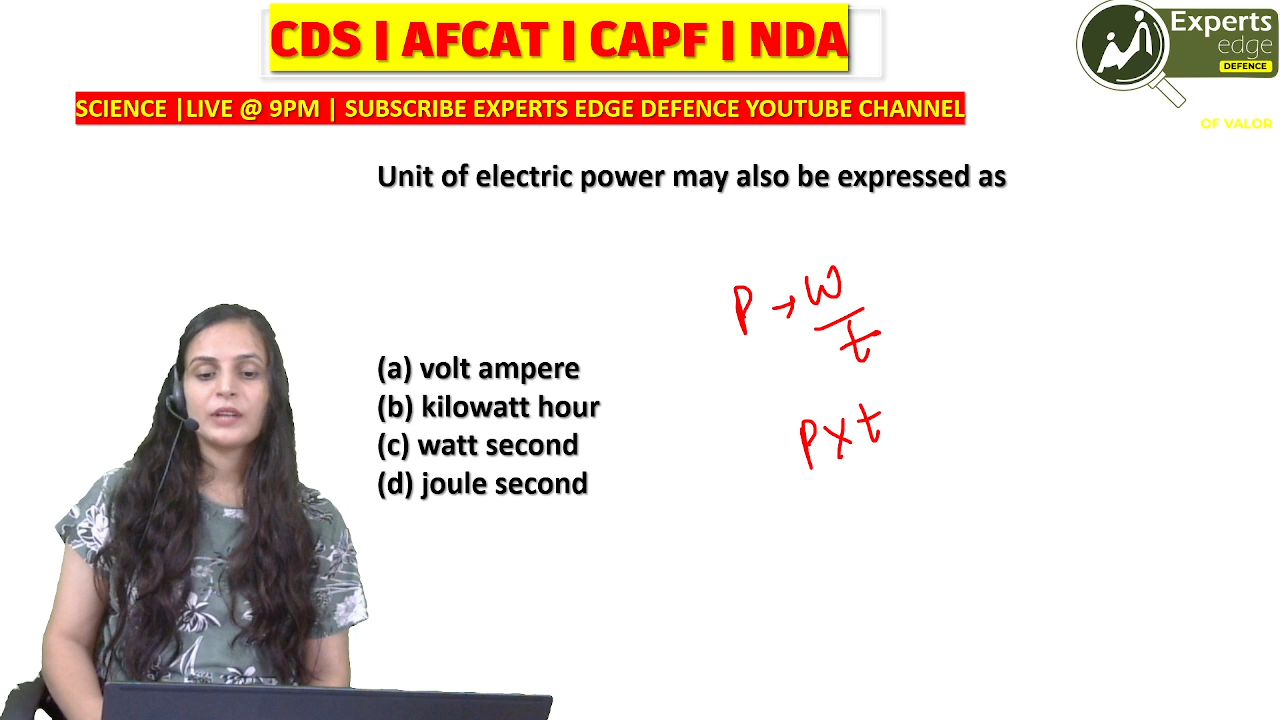 CDS | AFCAT | CAPF | NDA
Experts
edge
DEFENCE
SCIENCE |LIVE @ 9PM | SUBSCRIBE EXPERTS EDGE DEFENCE YOUTUBE CHANNEL
OF VALOR
Unit of electric power may also be expressed as
P → W/t
(a) volt ampere
(b) kilowatt hour
P x t
(c) watt second
(d) joule second